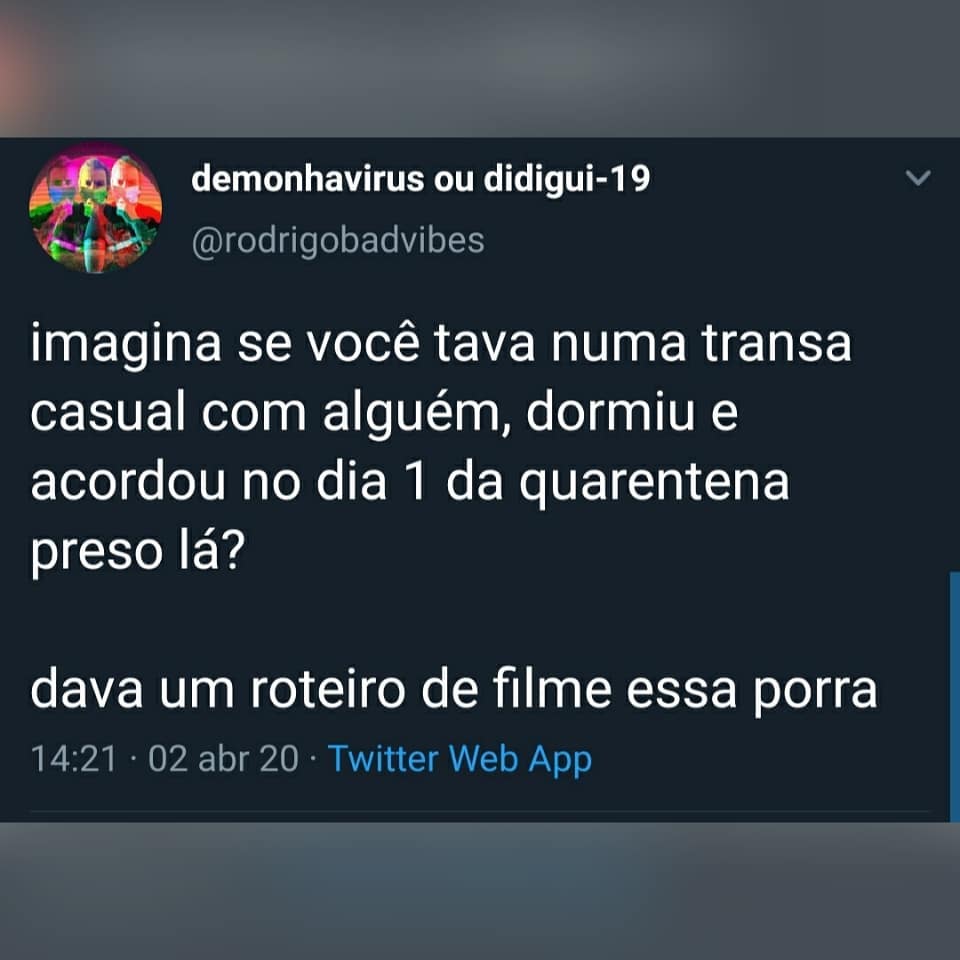 demonhavirus ou didigui-19
@rodrigobadvibes
imagina se você tava numa transa
casual com alguém, dormiu e
acordou no dia 1 da quarentena
preso lá?
dava um roteiro de filme essa porra
14:21 · 02 abr 20 · Twitter Web App